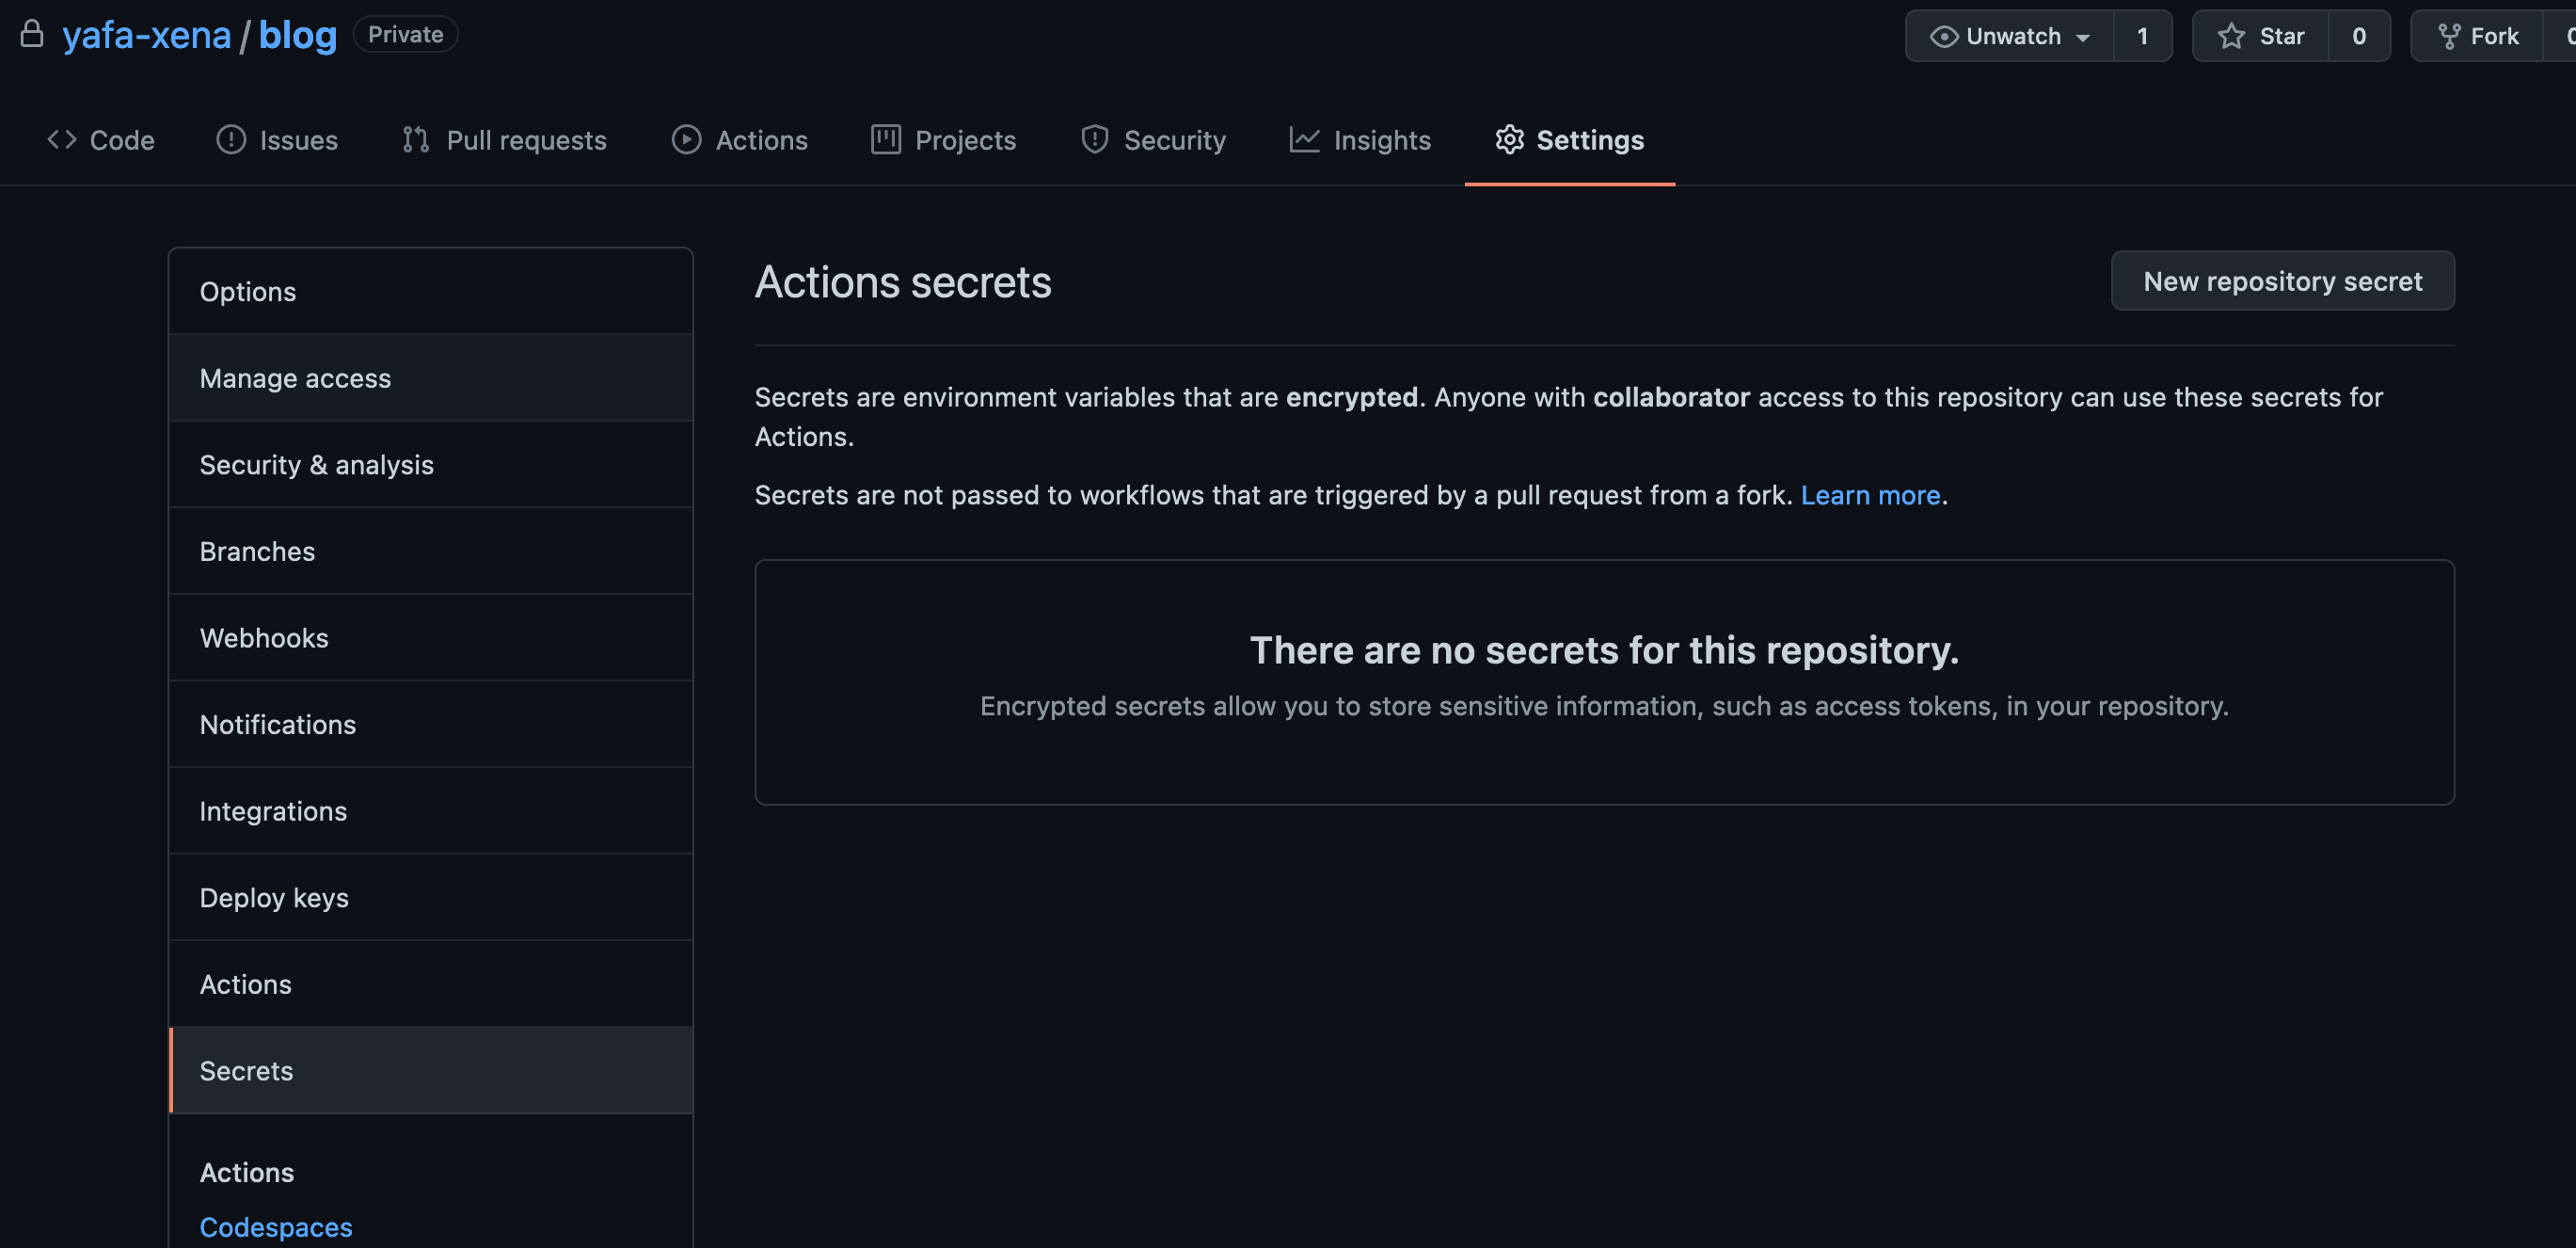 yafa-xena / blog Private
Unwatch 1 Star 0 Fork 0
Code Issues Pull requests Actions Projects Security Insights Settings
Options
Manage access
Security & analysis
Branches
Webhooks
Notifications
Integrations
Deploy keys
Actions
Secrets
Actions
Codespaces
Actions secrets
New repository secret
Secrets are environment variables that are encrypted. Anyone with collaborator access to this repository can use these secrets for
Actions.
Secrets are not passed to workflows that are triggered by a pull request from a fork. Learn more.
There are no secrets for this repository.
Encrypted secrets allow you to store sensitive information, such as access tokens, in your repository.